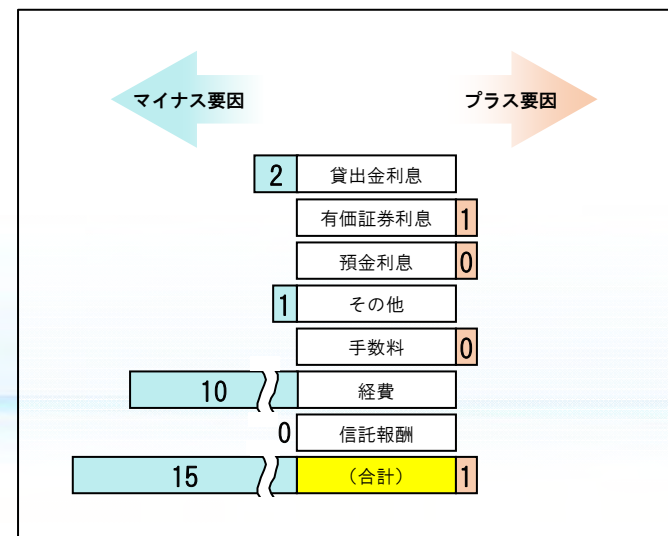 マイナス要因 プラス要因
2 貸出金利息
有価証券利息 1
預金利息 0
1 その他
手数料 0
10 経費
0 信託報酬
15 (合計) 1